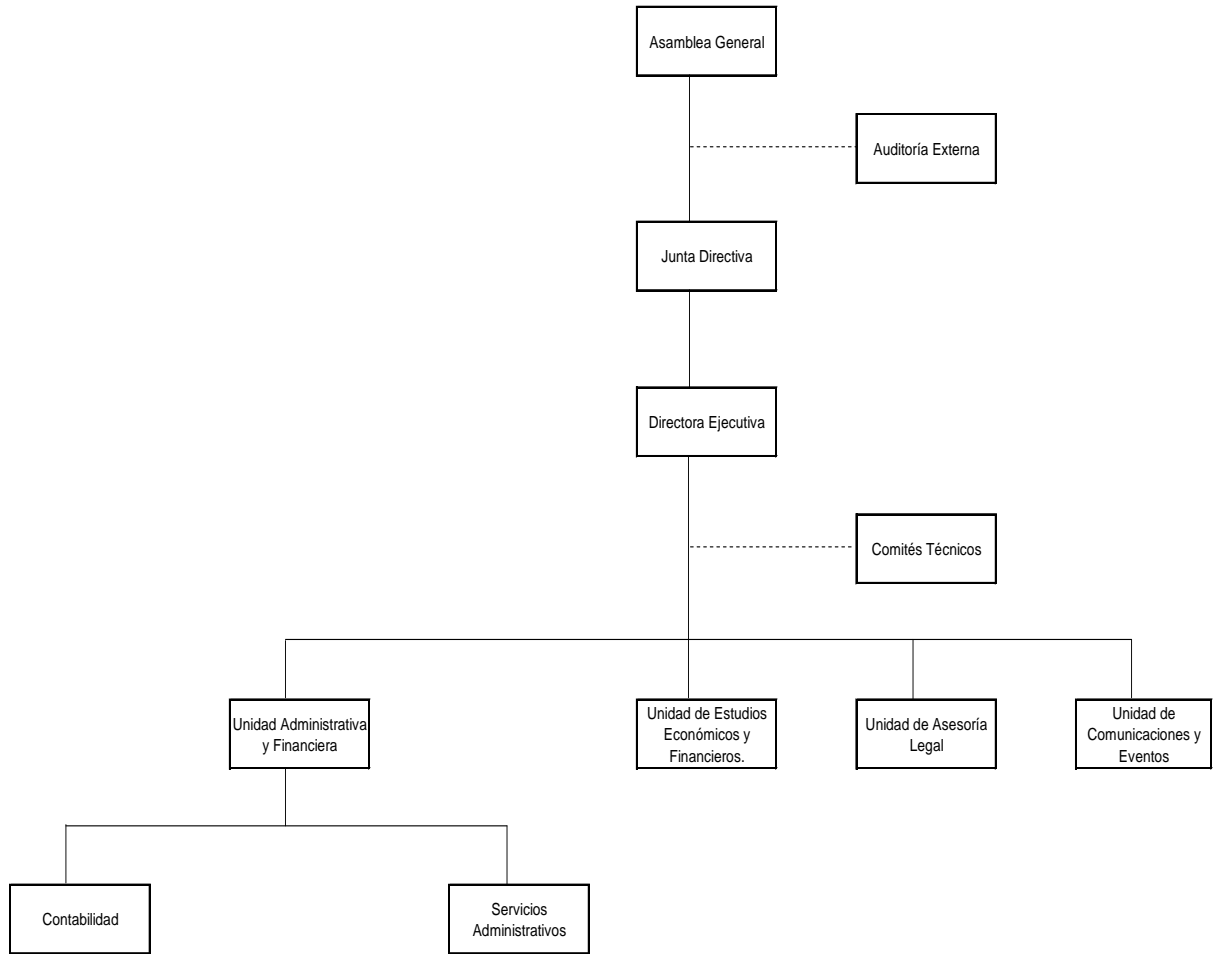 Asamblea General
Auditoría Externa
Junta Directiva
Directora Ejecutiva
Comités Técnicos
Unidad Administrativa
y Financiera
Unidad de Estudios
Económicos y
Financieros.
Unidad de Asesoría
Legal
Unidad de
Comunicaciones y
Eventos
Contabilidad
Servicios
Administrativos